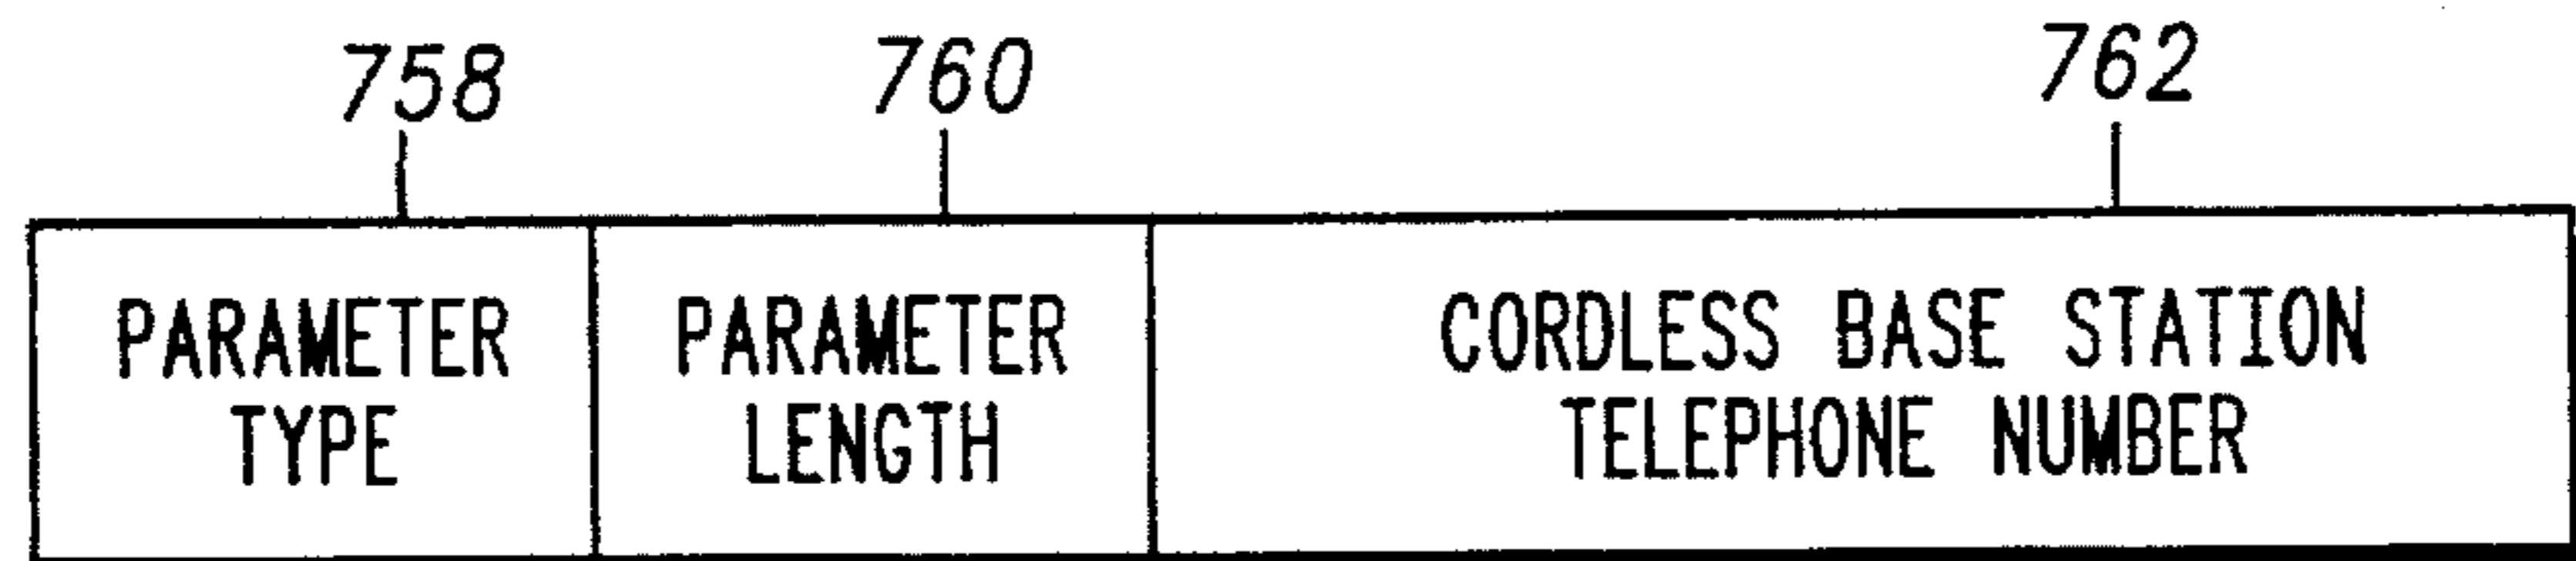 758 760 762
PARAMETER PARAMETER CORDLESS BASE STATION
TYPE LENGTH TELEPHONE NUMBER